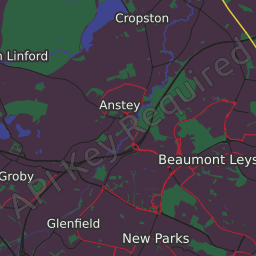 Cropston
Linford
Anstey
Beaumont Leys
Groby
Glenfield
New Parks
API Key Required